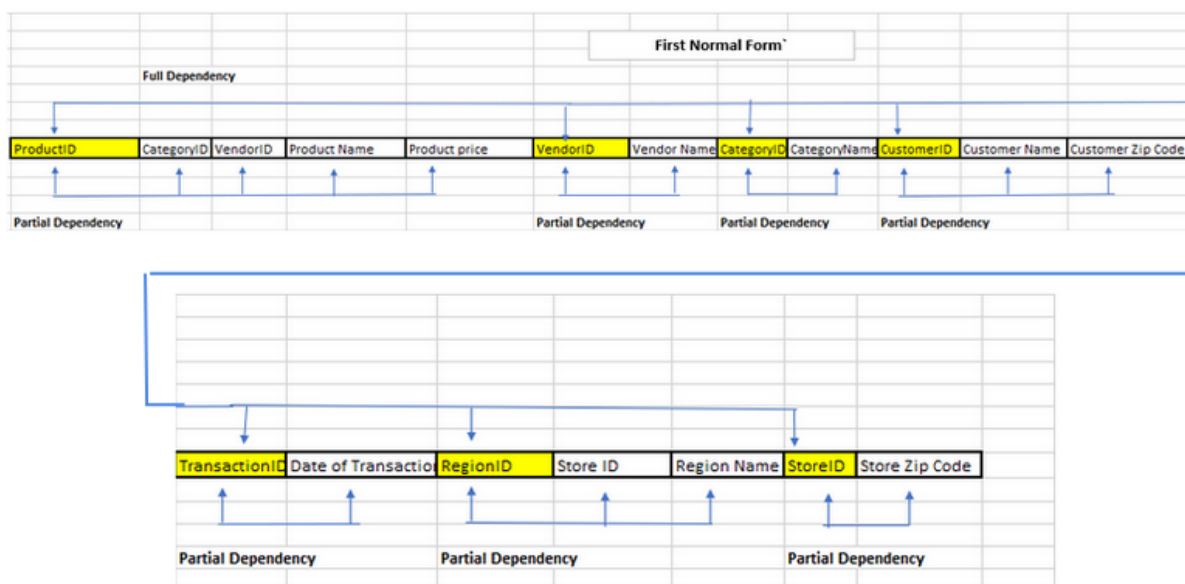 First Normal Form`
Full Dependency
ProductID CategoryID VendorID Product Name Product price VendorID Vendor Name CategoryID CategoryName CustomerID Customer Name Customer Zip Code
Partial Dependency Partial Dependency Partial Dependency Partial Dependency
TransactionID Date of Transaction RegionID Store ID Region Name StoreID Store Zip Code
Partial Dependency Partial Dependency Partial Dependency